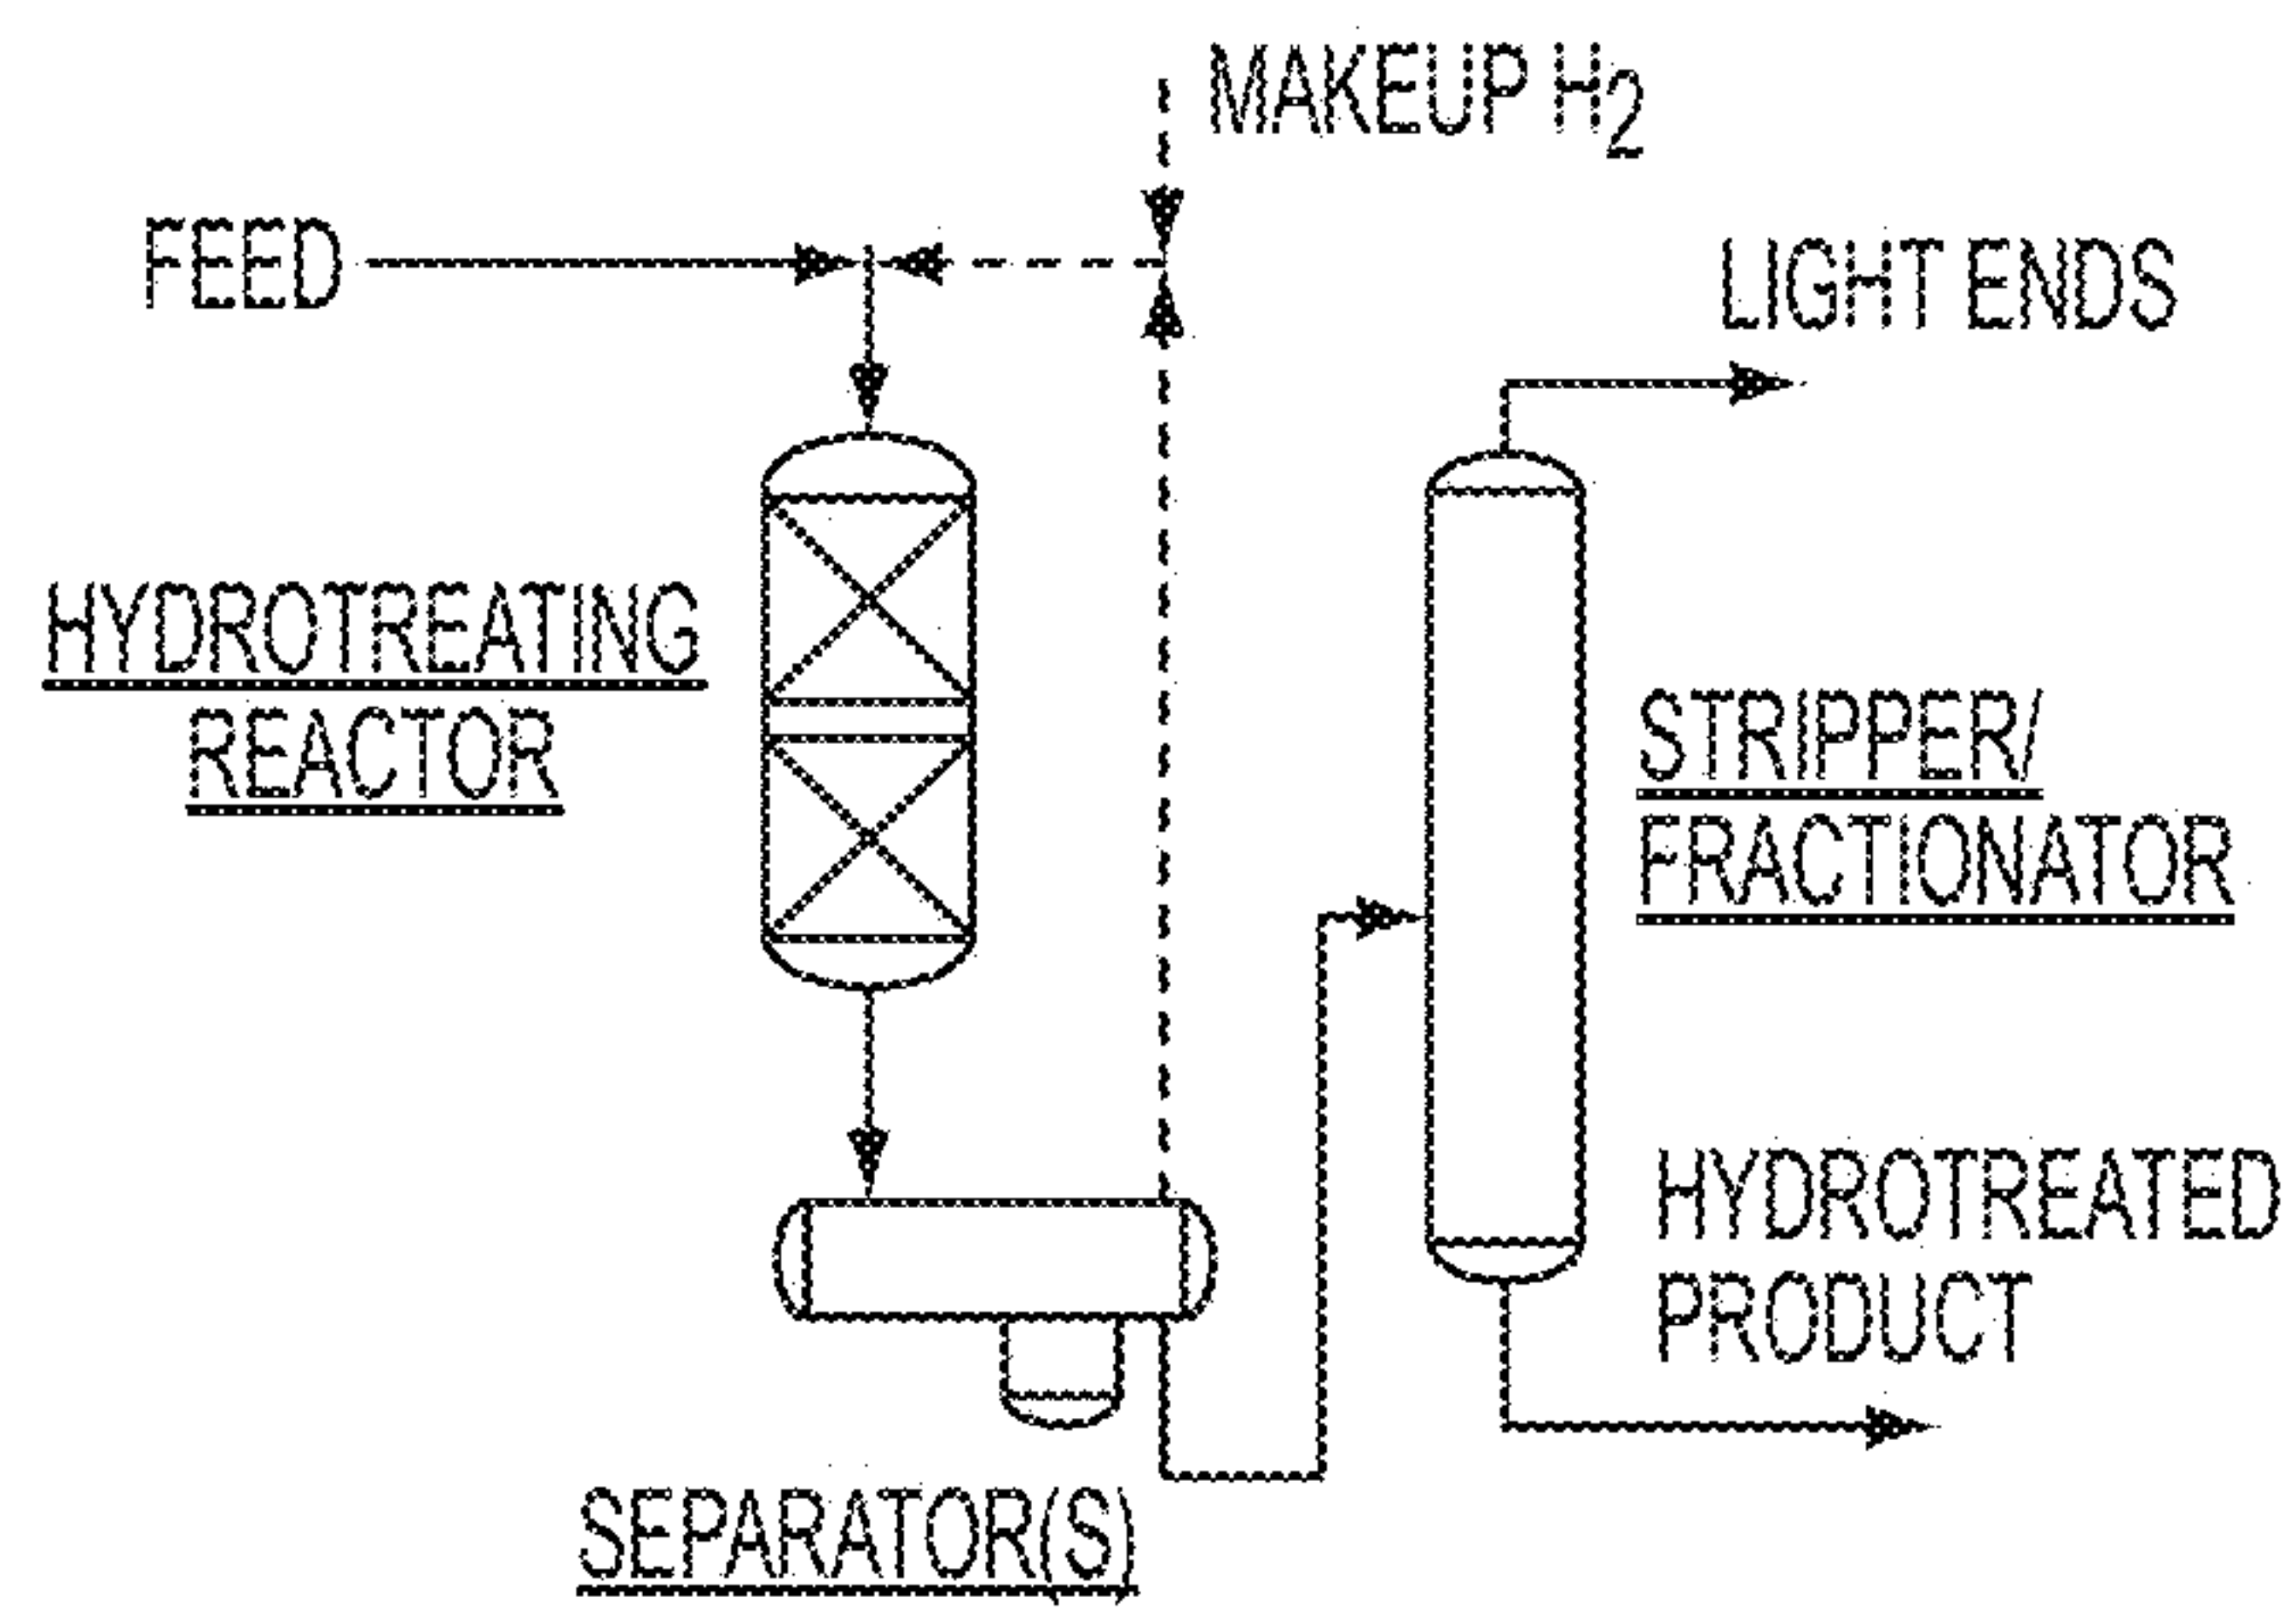 MAKEUP H₂
FEED
LIGHT ENDS
HYDROTREATING
REACTOR
STRIPPER/
FRACTIONATOR
HYDROTREATED
PRODUCT
SEPARATOR(S)